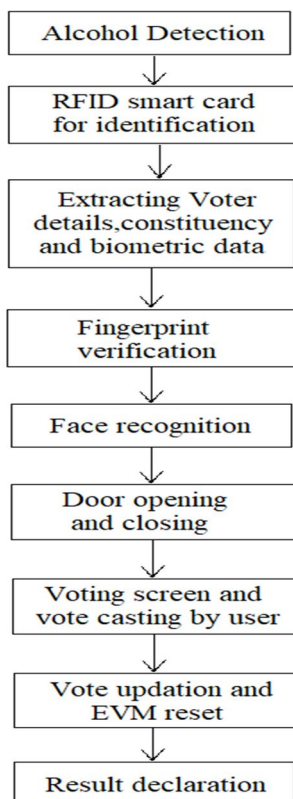 Alcohol Detection
RFID smart card
for identification
Extracting Voter
details,constituency
and biometric data
Fingerprint
verification
Face recognition
Door opening
and closing
Voting screen and
vote casting by user
Vote updation and
EVM reset
Result declaration